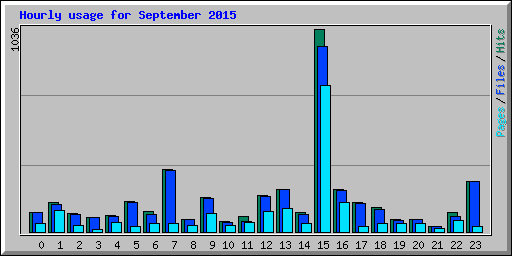 Hourly usage for September 2015
1036
Pages/Files/Hits
0 1 2 3 4 5 6 7 8 9 10 11 12 13 14 15 16 17 18 19 20 21 22 23